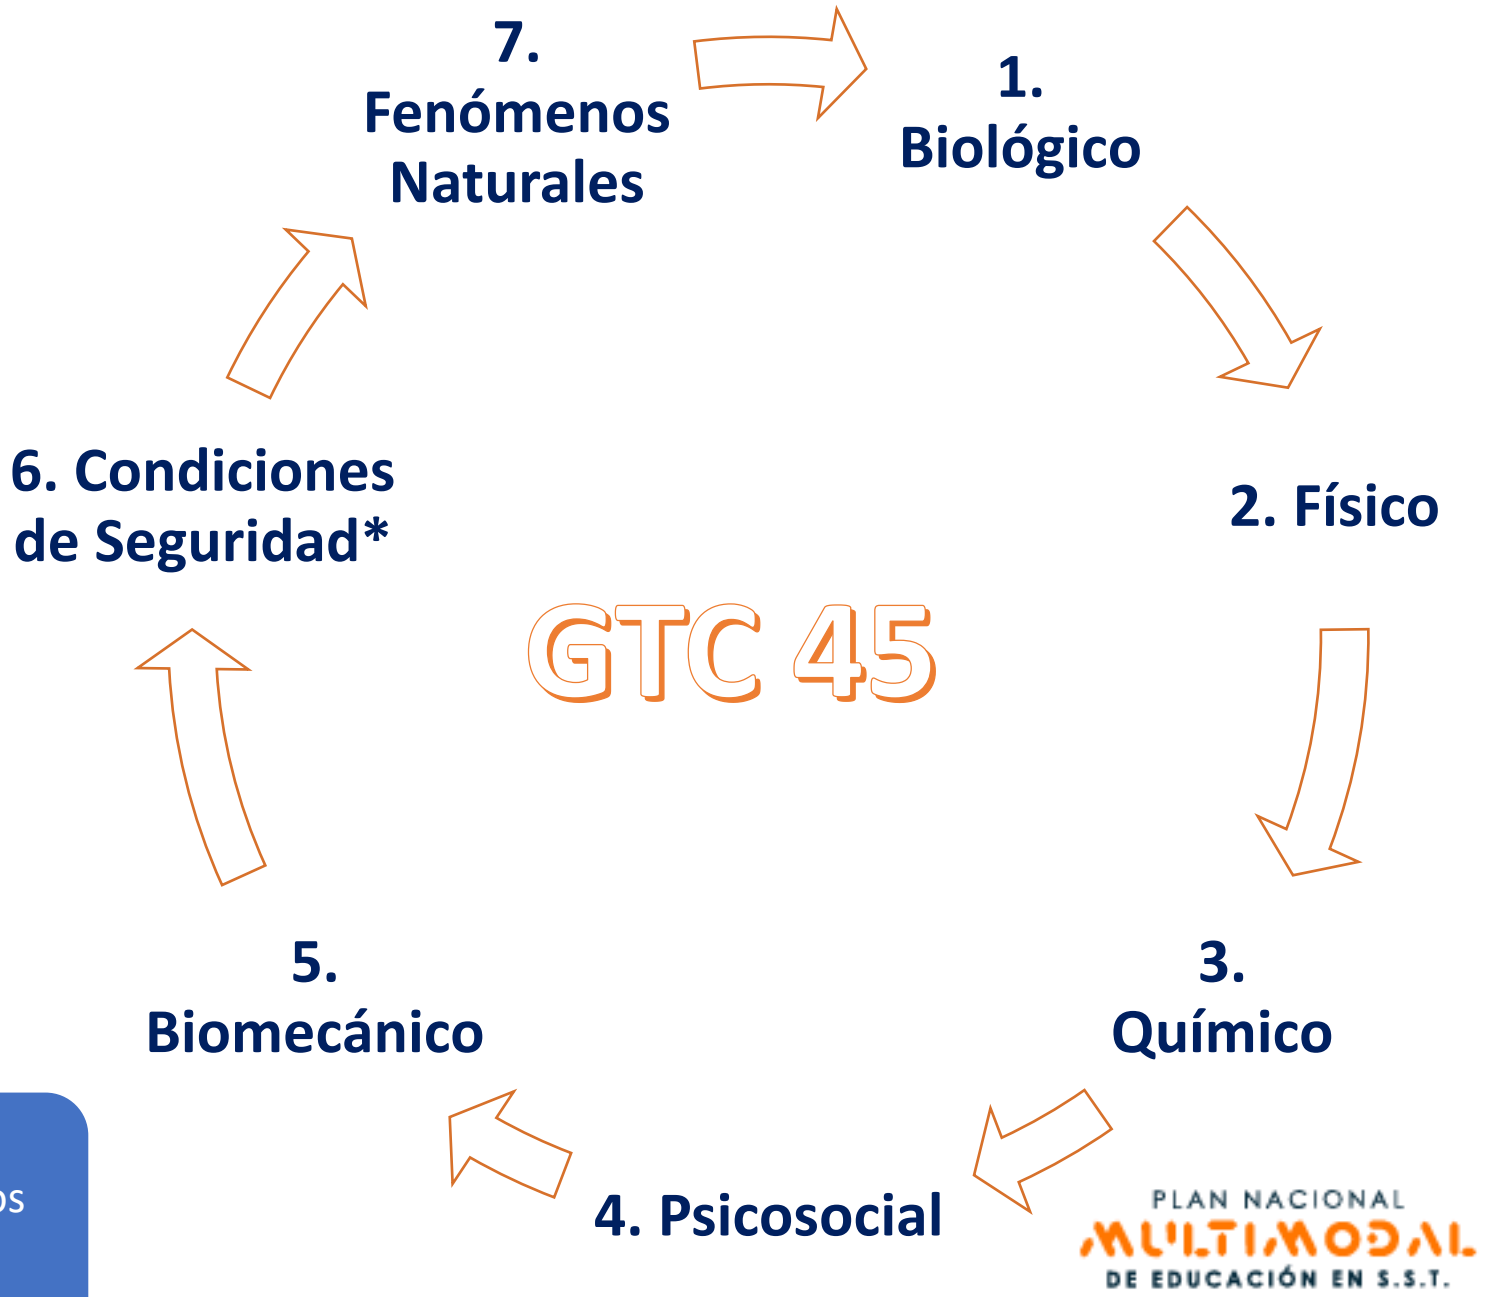 7.
Fenómenos
Naturales
1.
Biológico
6. Condiciones
de Seguridad*
2. Físico
GTC 45
5.
Biomecánico
3.
Químico
4. Psicosocial
PLAN NACIONAL
MULTIMODAL
DE EDUCACIÓN EN S.S.T.